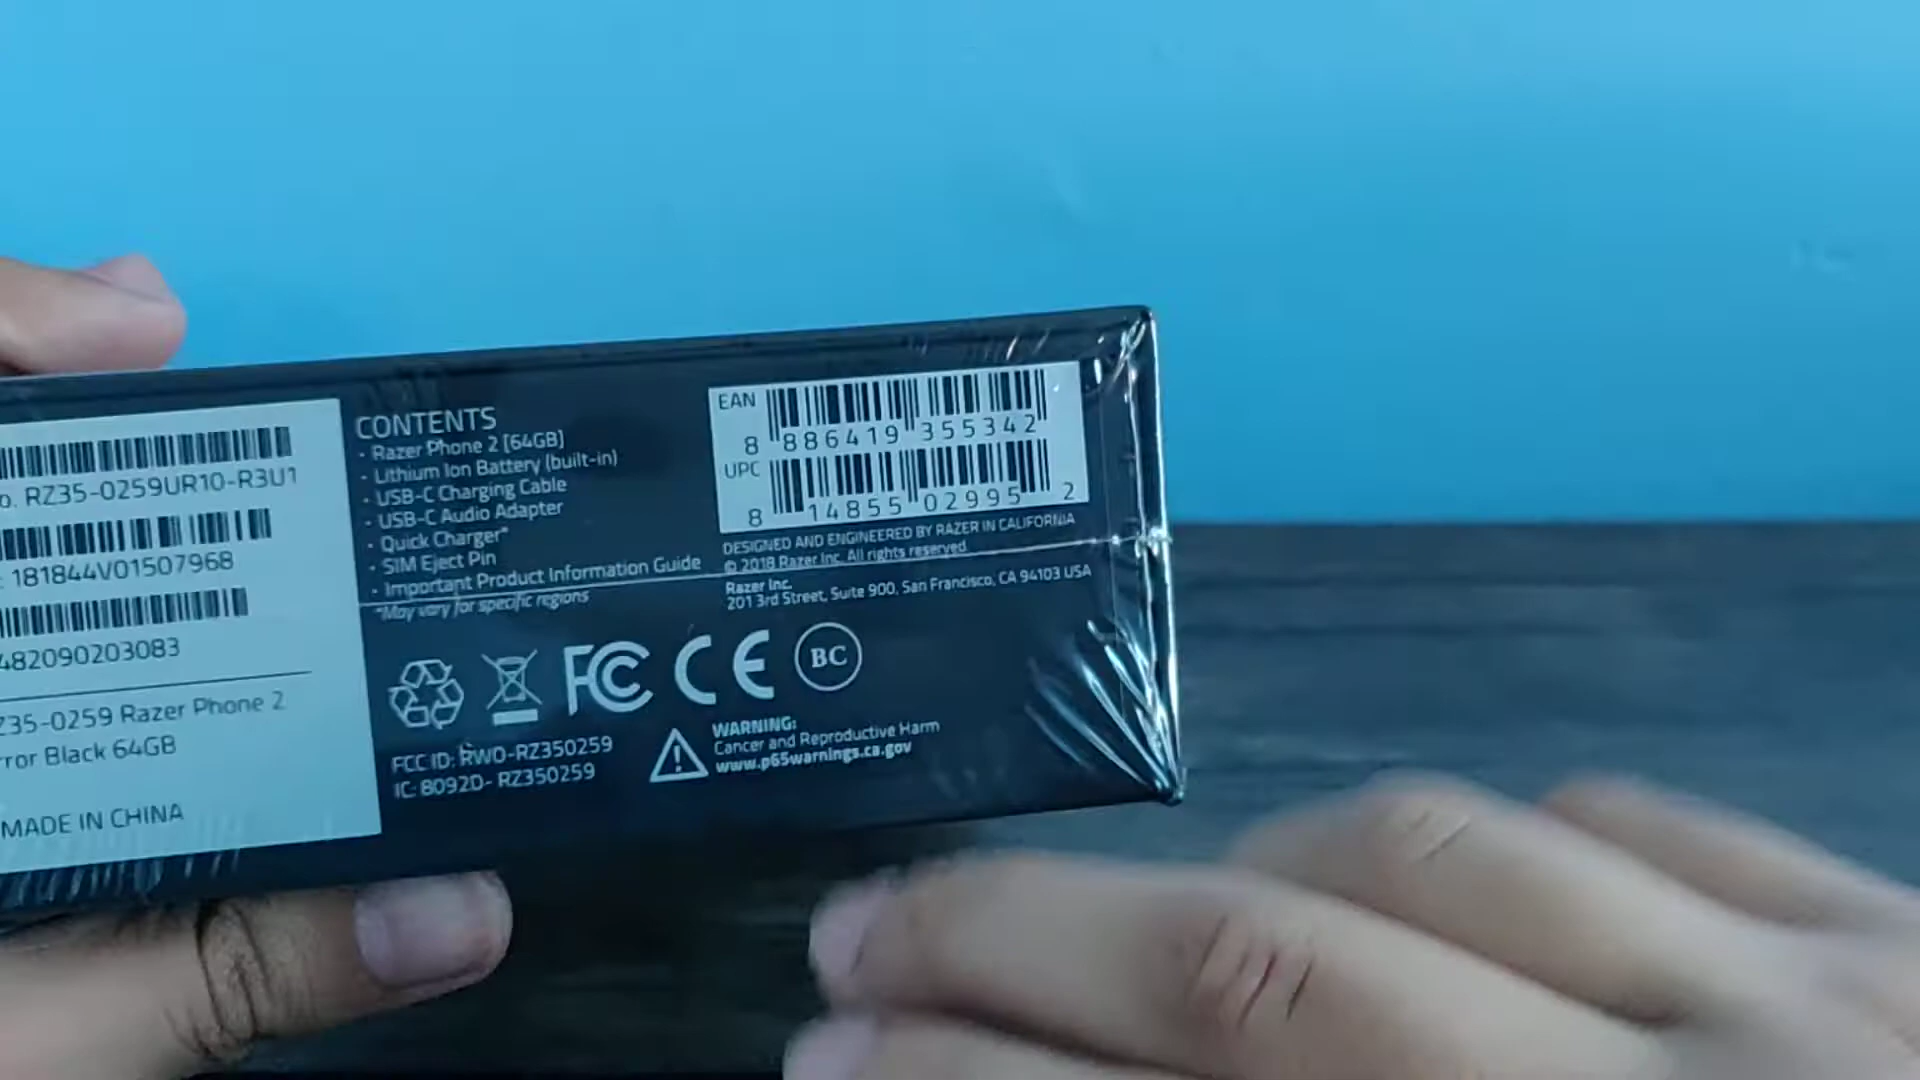 o. RZ35-0259UR10-R3U1
: 181844V01507968
482090203083
Z35-0259 Razer Phone 2
rror Black 64GB
MADE IN CHINA
CONTENTS
· Razer Phone 2 [64GB]
· Lithium Ion Battery (built-in)
· USB-C Charging Cable
· USB-C Audio Adapter
· Quick Charger*
· SIM Eject Pin
· Important Product Information Guide
*May vary for specific regions
FCC ID: RWO-RZ350259
IC: 8092D- RZ350259
EAN
8 886419 355342
UPC
8 14855 02995 2
DESIGNED AND ENGINEERED BY RAZER IN CALIFORNIA
© 2018 Razer Inc. All rights reserved.
Razer Inc.
201 3rd Street, Suite 900, San Francisco, CA 94103 USA
FC CE BC
WARNING:
Cancer and Reproductive Harm
www.p65warnings.ca.gov